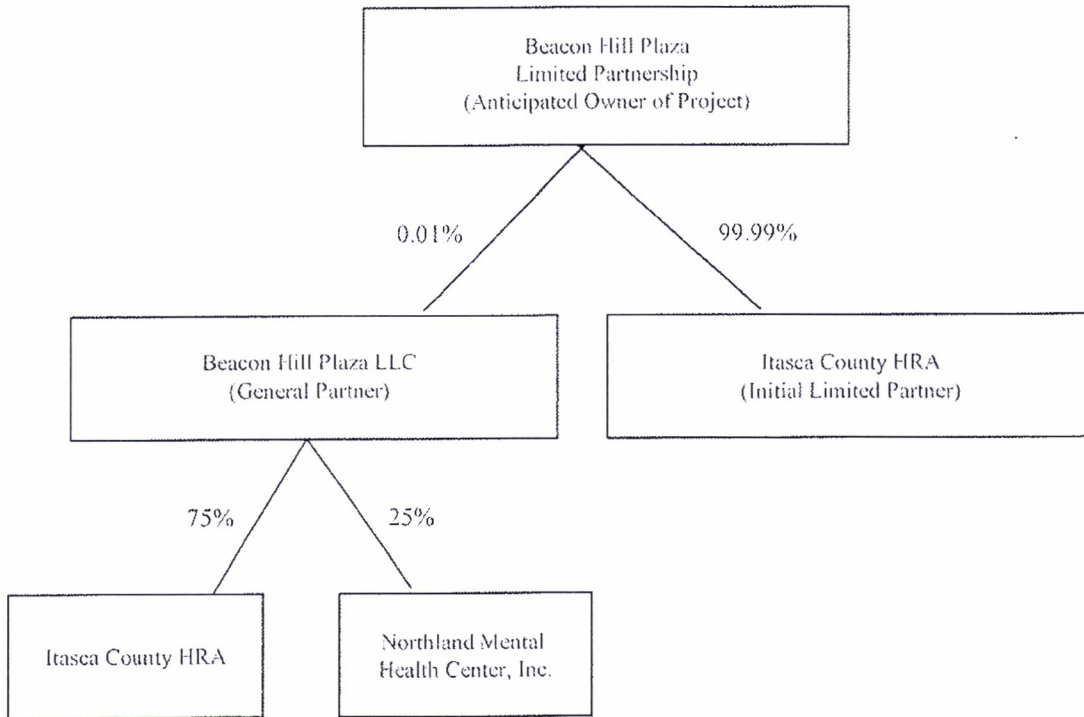 Beacon Hill Plaza
Limited Partnership
(Anticipated Owner of Project)
0.01%
99.99%
Beacon Hill Plaza LLC
(General Partner)
Itasca County HRA
(Initial Limited Partner)
75%
25%
Itasca County HRA
Northland Mental
Health Center, Inc.